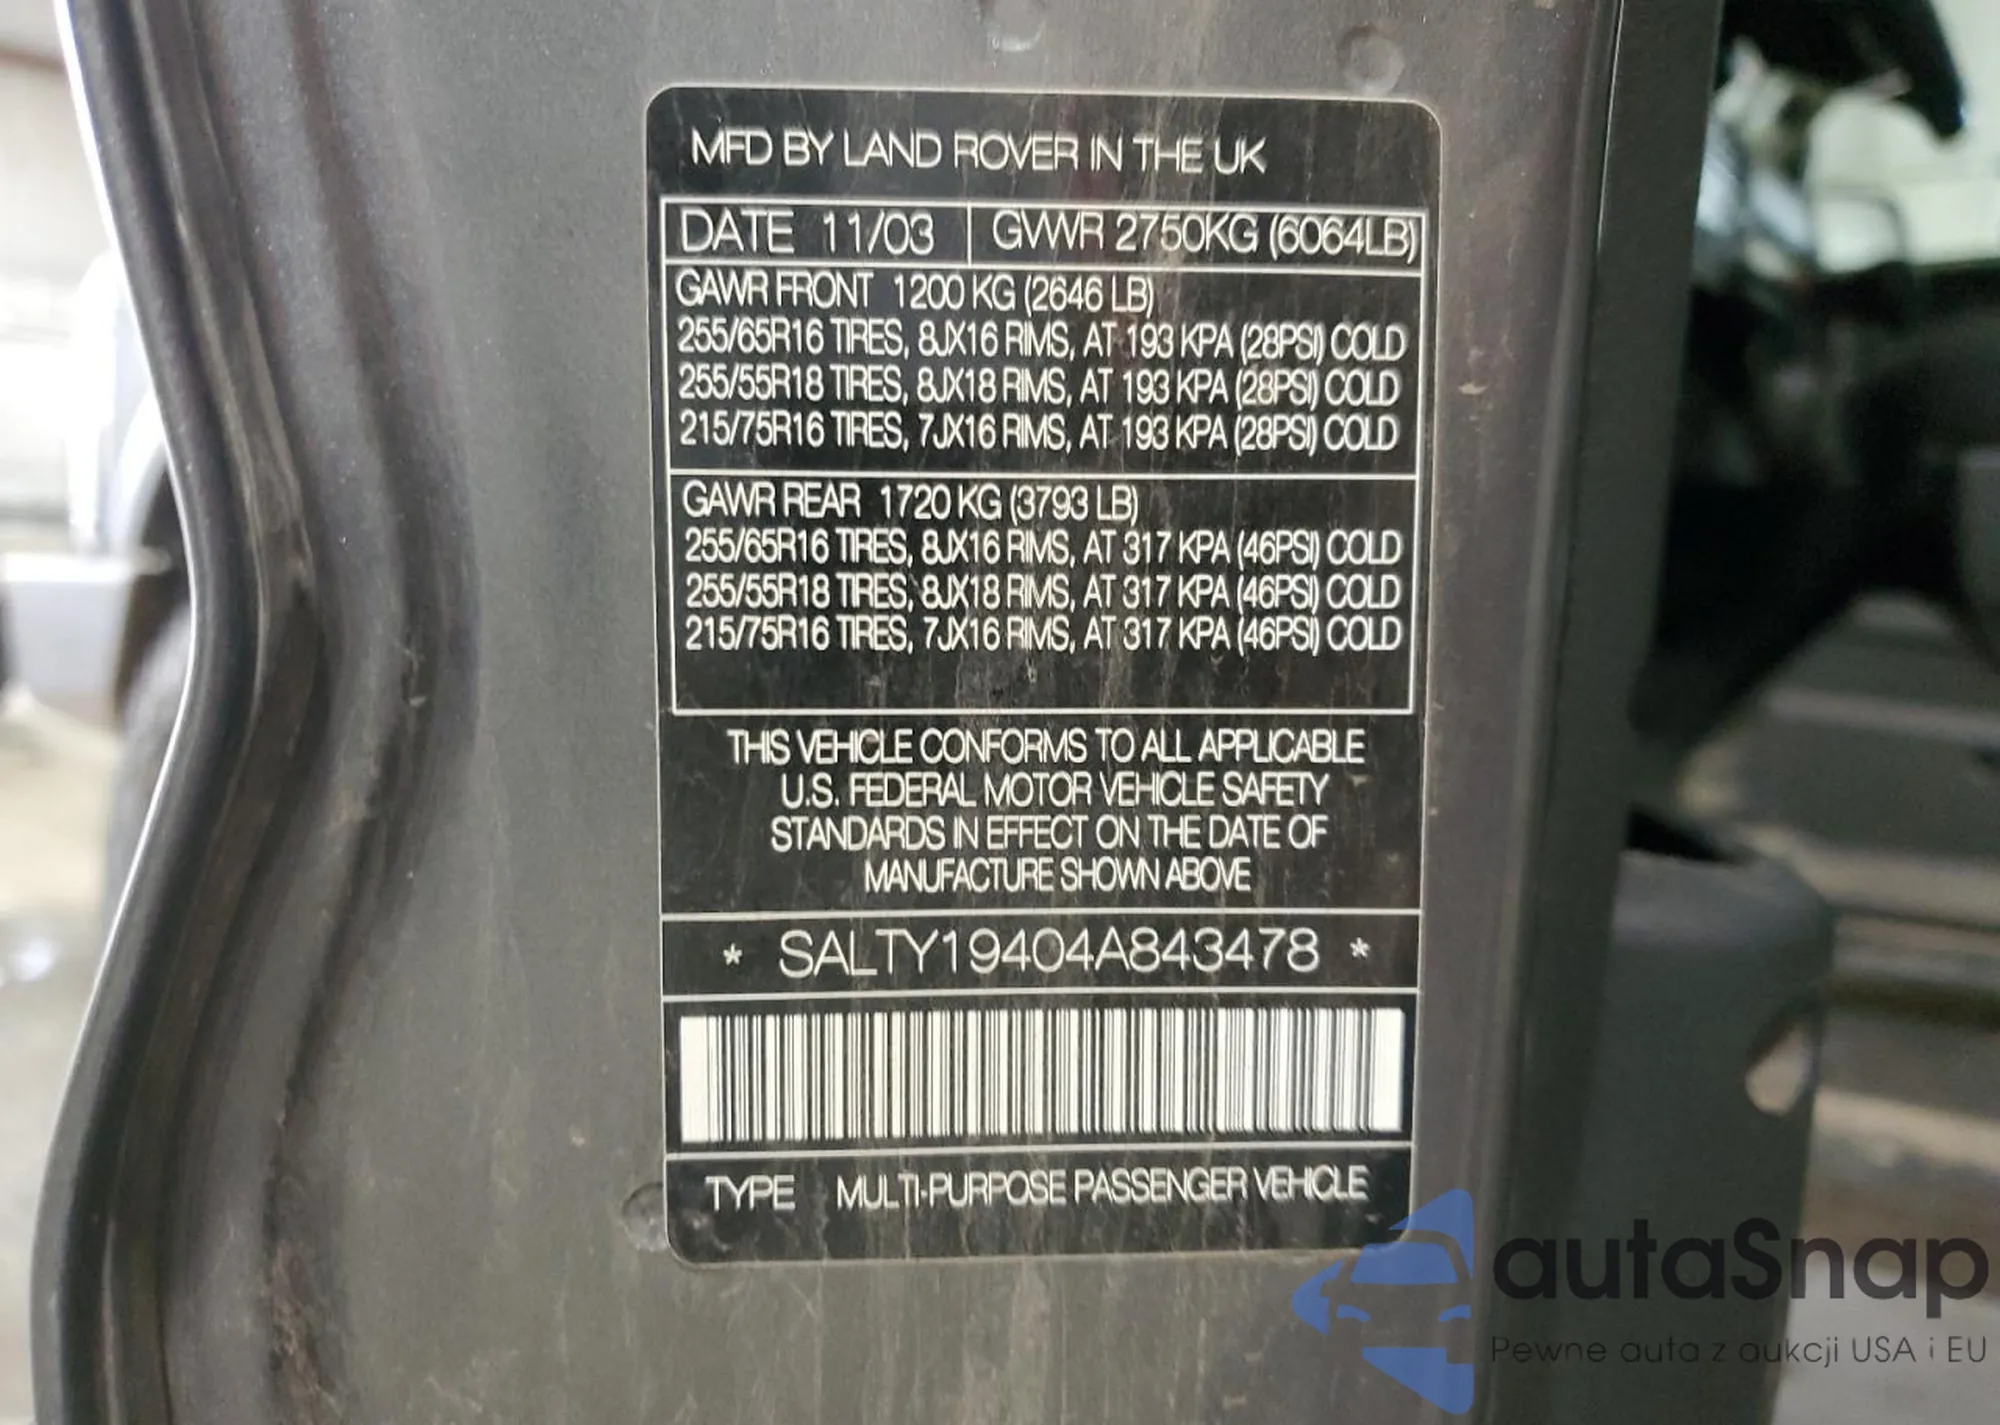 MFD BY LAND ROVER IN THE UK
DATE 11/03 GVWR 2750KG (6064LB)
GAWR FRONT 1200 KG (2646 LB)
255/65R16 TIRES, 8JX16 RIMS, AT 193 KPA (28PSI) COLD
255/55R18 TIRES, 8JX18 RIMS, AT 193 KPA (28PSI) COLD
215/75R16 TIRES, 7JX16 RIMS, AT 193 KPA (28PSI) COLD
GAWR REAR 1720 KG (3793 LB)
255/65R16 TIRES, 8JX16 RIMS, AT 317 KPA (46PSI) COLD
255/55R18 TIRES, 8JX18 RIMS, AT 317 KPA (46PSI) COLD
215/75R16 TIRES, 7JX16 RIMS, AT 317 KPA (46PSI) COLD
THIS VEHICLE CONFORMS TO ALL APPLICABLE
U.S. FEDERAL MOTOR VEHICLE SAFETY
STANDARDS IN EFFECT ON THE DATE OF
MANUFACTURE SHOWN ABOVE
* SALTY19404A843478 *
TYPE MULTI-PURPOSE PASSENGER VEHICLE
autaSnap
Pewne auta z aukcji USA i EU